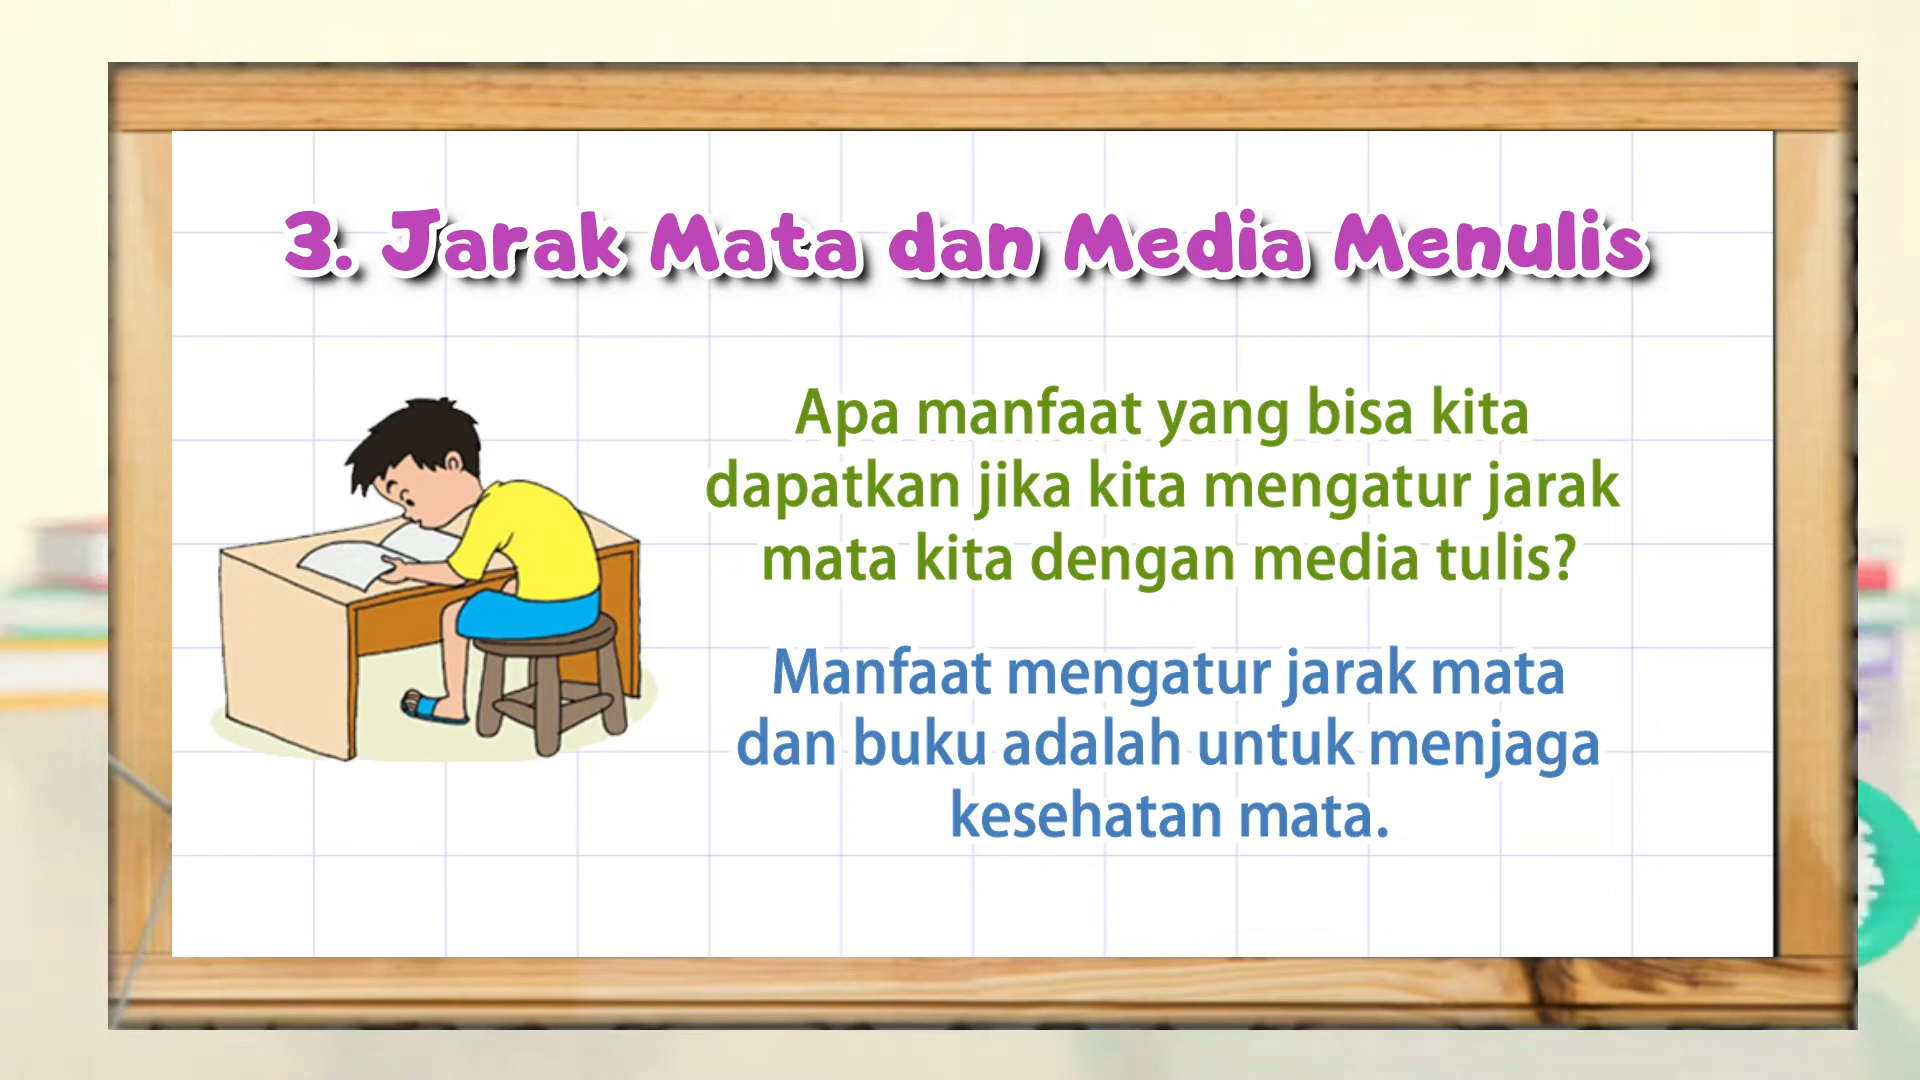 3. Jarak Mata dan Media Menulis
Apa manfaat yang bisa kita
dapatkan jika kita mengatur jarak
mata kita dengan media tulis?
Manfaat mengatur jarak mata
dan buku adalah untuk menjaga
kesehatan mata.